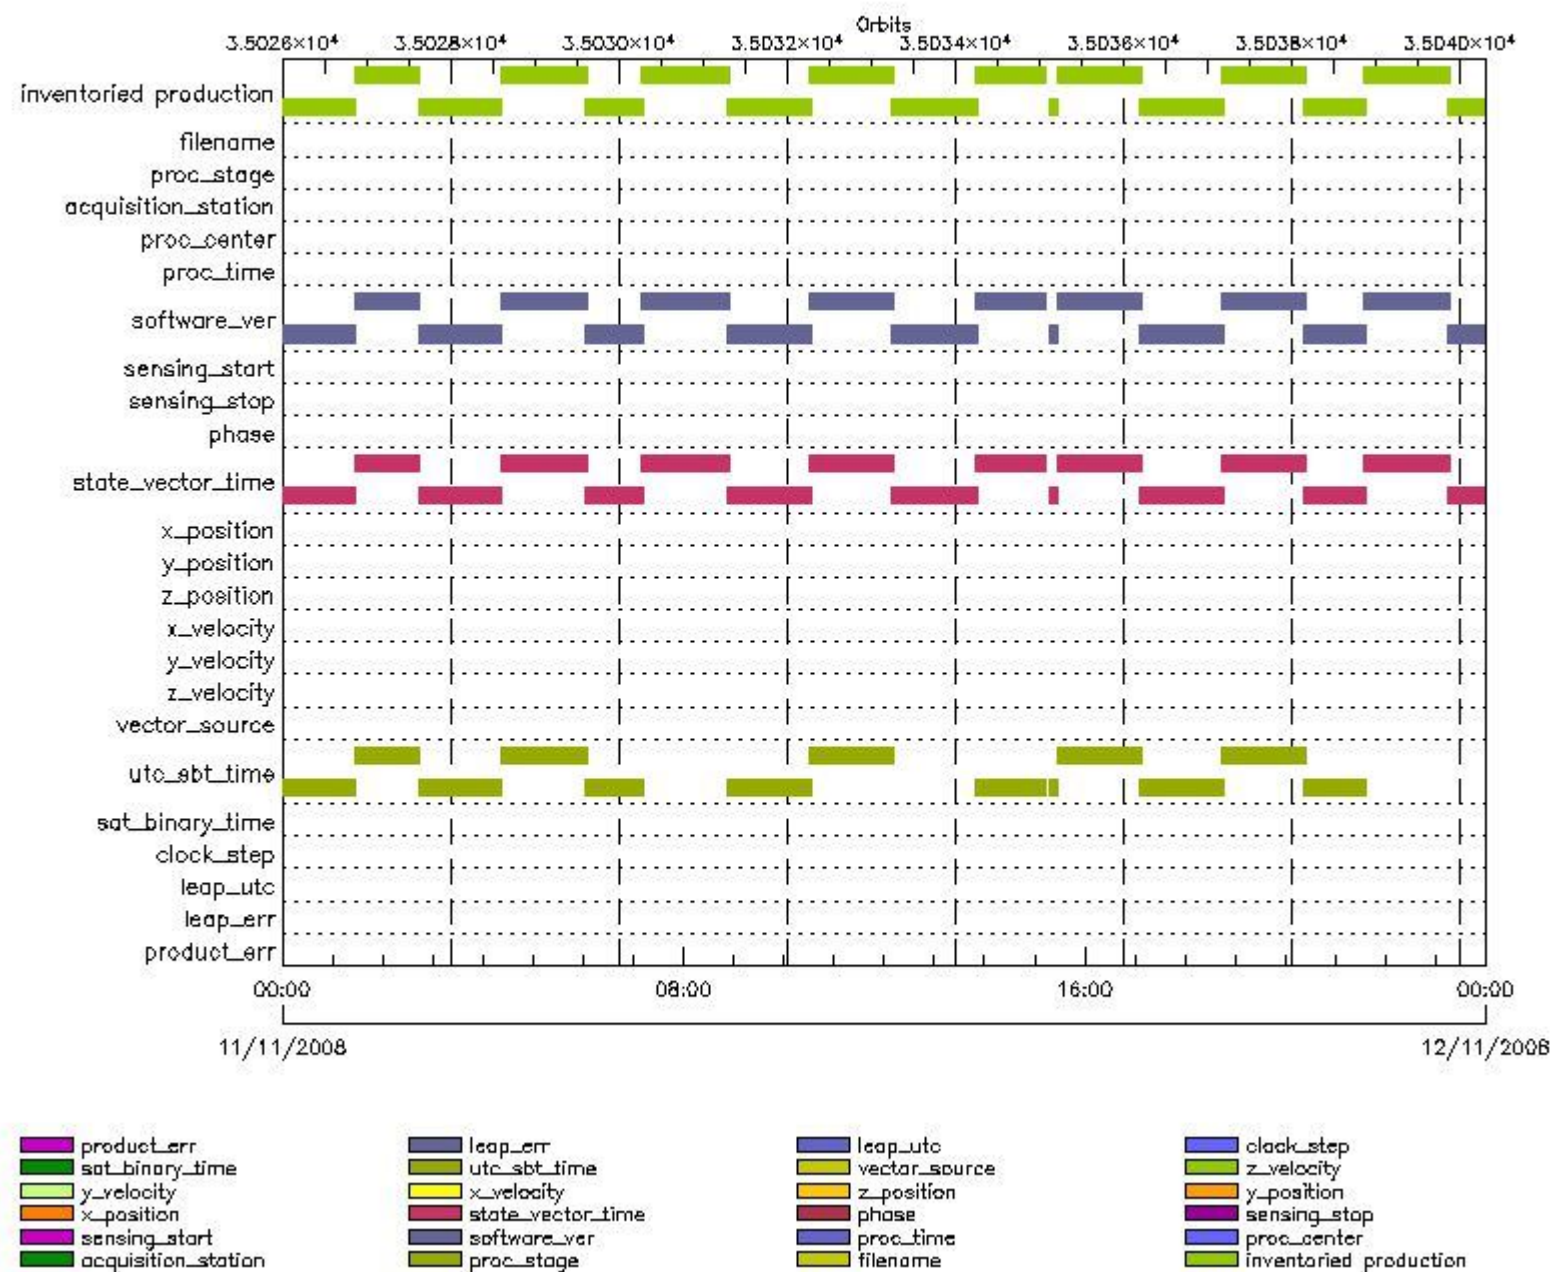 Orbits
3.5026×10⁴ 3.5028×10⁴ 3.5030×10⁴ 3.5032×10⁴ 3.5034×10⁴ 3.5036×10⁴ 3.5038×10⁴ 3.5040×10⁴
inventoried production
filename
proc_stage
acquisition_station
proc_center
proc_time
software_ver
sensing_start
sensing_stop
phase
state_vector_time
x_position
y_position
z_position
x_velocity
y_velocity
z_velocity
vector_source
utc_sbt_time
sat_binary_time
clock_step
leap_utc
leap_err
product_err
00:00 08:00 16:00 00:00
11/11/2008 12/11/2008
product_err leap_err leap_utc clock_step
sat_binary_time utc_sbt_time vector_source z_velocity
y_velocity x_velocity z_position y_position
x_position state_vector_time phase sensing_stop
sensing_start software_ver proc_time proc_center
acquisition_station proc_stage filename inventoried production